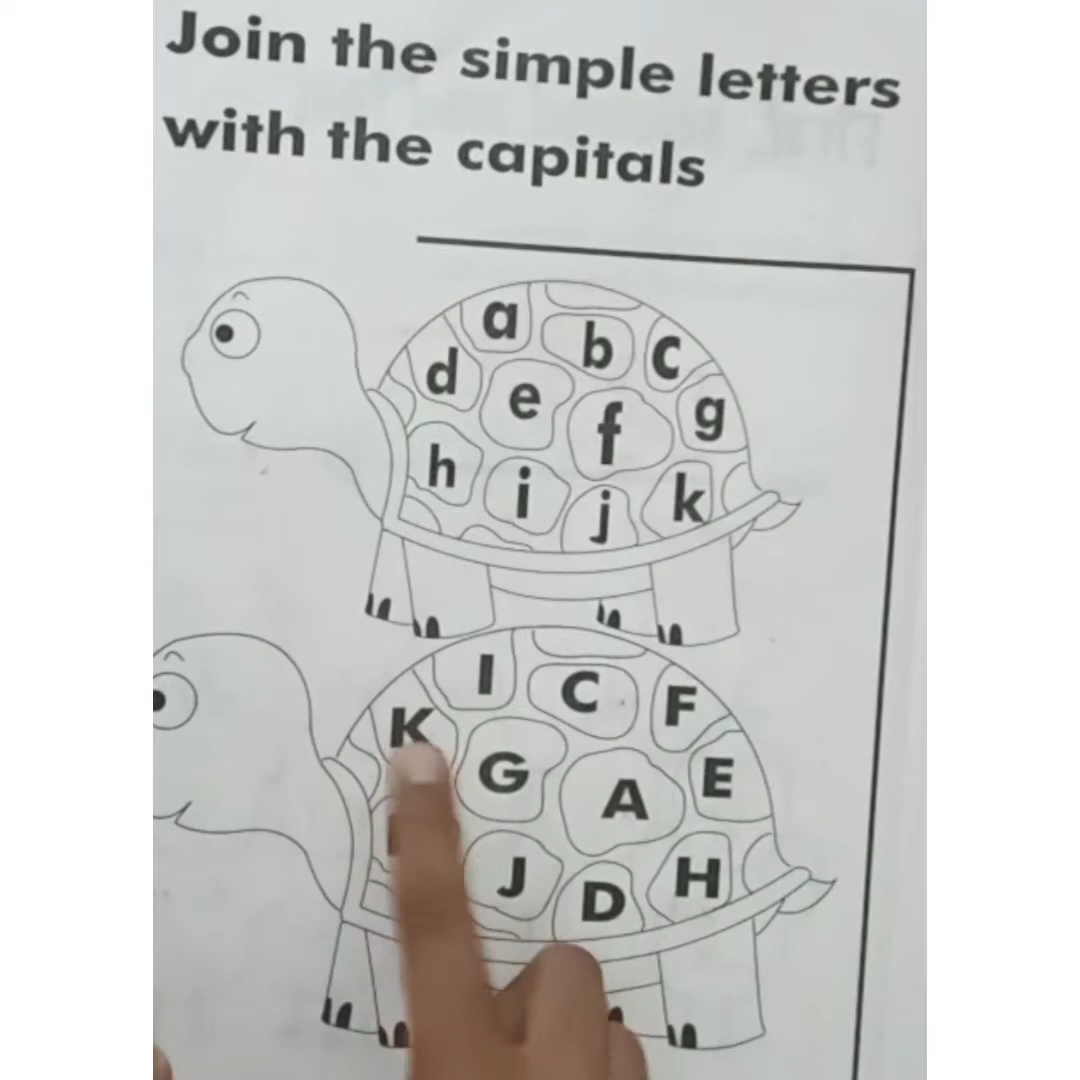 Join the simple letters
with the capitals
a b c
d e f g
h i j k
I C F
K G A E
J D H